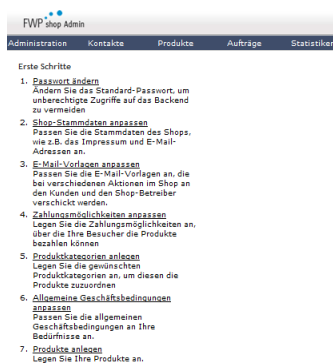 FWP shop Admin
Administration Kontakte Produkte Aufträge Statistiken
Erste Schritte
1. Passwort ändern
Ändern Sie das Standard-Passwort, um
unberechtigte Zugriffe auf das Backend
zu vermeiden
2. Shop-Stammdaten anpassen
Passen Sie die Stammdaten des Shops,
wie z.B. das Impressum und E-Mail-
Adressen an.
3. E-Mail-Vorlagen anpassen
Passen Sie die E-Mail-Vorlagen an, die
bei verschiedenen Aktionen im Shop an
den Kunden und den Shop-Betreiber
verschickt werden.
4. Zahlungsmöglichkeiten anpassen
Legen Sie die Zahlungsmöglichkeiten an,
über die Ihre Besucher die Produkte
bezahlen können
5. Produktkategorien anlegen
Legen Sie die gewünschten
Produktkategorien an, um diesen die
Produkte zuzuordnen
6. Allgemeine Geschäftsbedingungen
anpassen
Passen Sie die allgemeinen
Geschäftsbedingungen an Ihre
Bedürfnisse an.
7. Produkte anlegen
Legen Sie Ihre Produkte an.